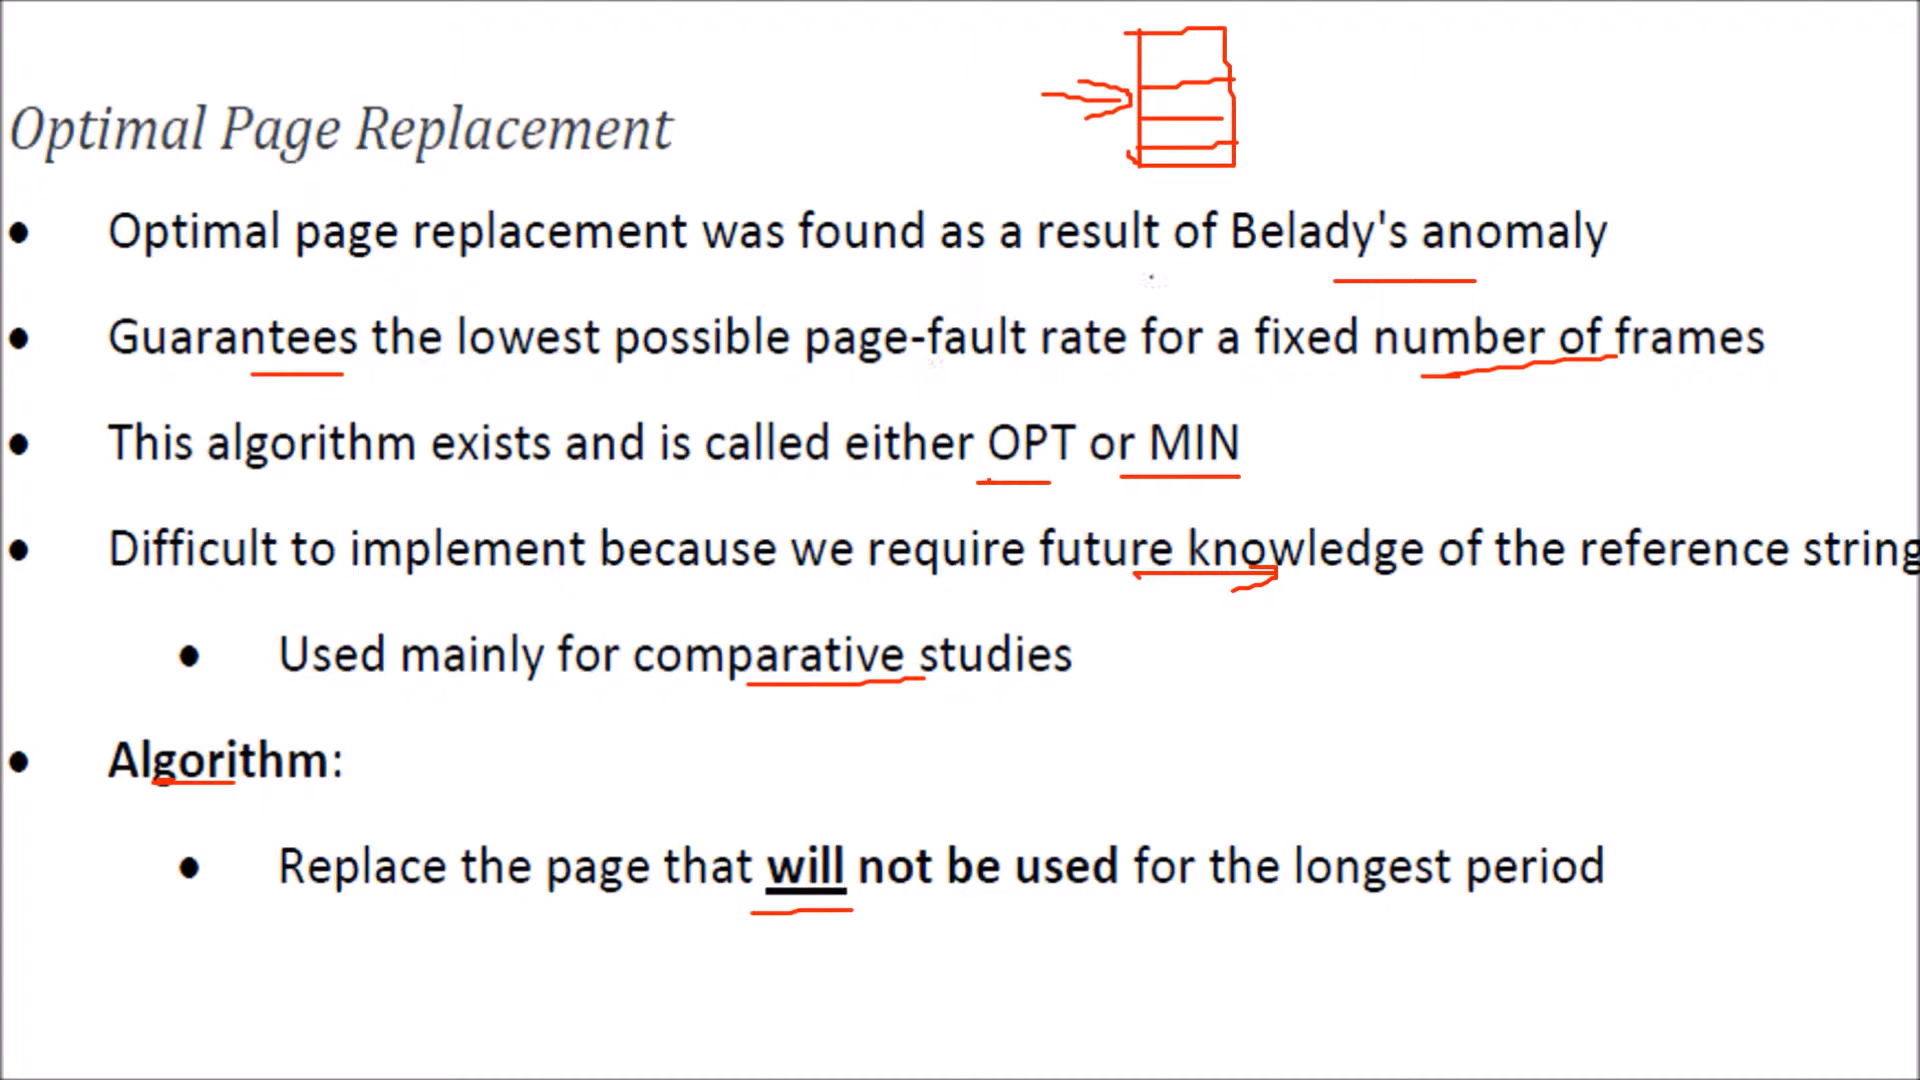 Optimal Page Replacement
• Optimal page replacement was found as a result of Belady's anomaly
• Guarantees the lowest possible page-fault rate for a fixed number of frames
• This algorithm exists and is called either OPT or MIN
• Difficult to implement because we require future knowledge of the reference string
• Used mainly for comparative studies
• Algorithm:
• Replace the page that will not be used for the longest period